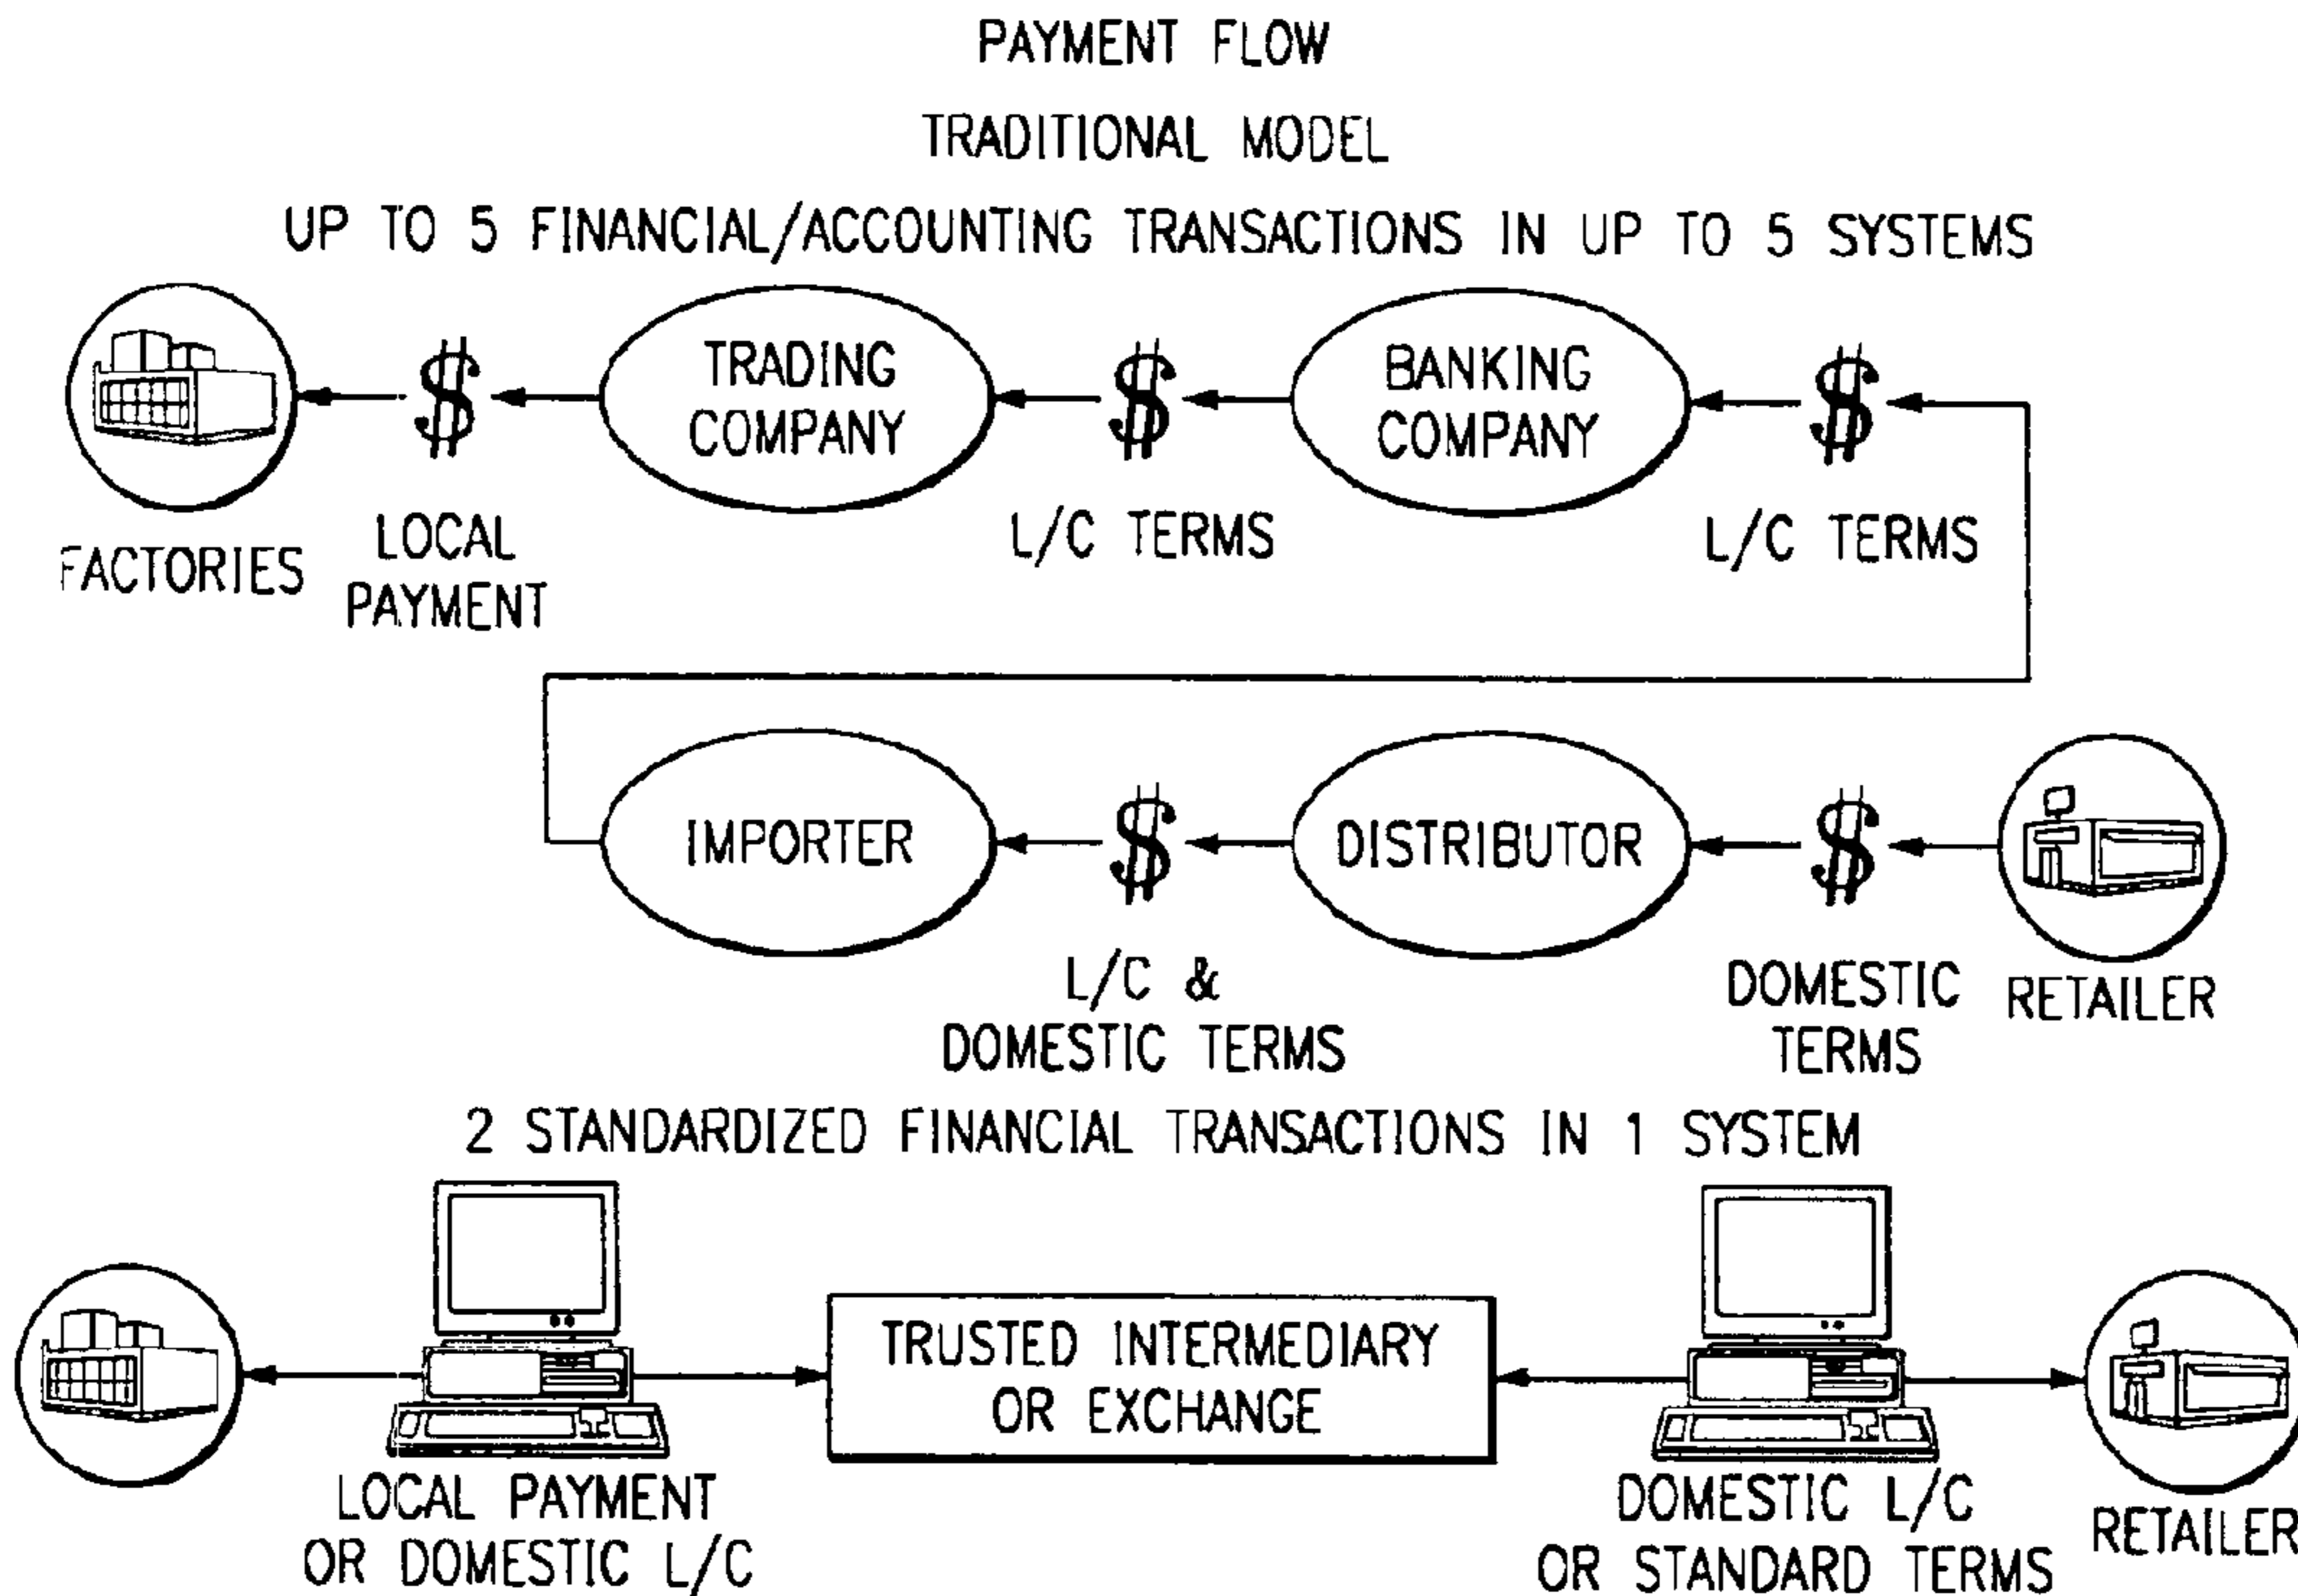 PAYMENT FLOW
TRADITIONAL MODEL
UP TO 5 FINANCIAL/ACCOUNTING TRANSACTIONS IN UP TO 5 SYSTEMS
$
TRADING
COMPANY
$
BANKING
COMPANY
$
FACTORIES
LOCAL
PAYMENT
L/C TERMS
L/C TERMS
IMPORTER
$
DISTRIBUTOR
$
L/C &
DOMESTIC TERMS
DOMESTIC
TERMS
RETAILER
2 STANDARDIZED FINANCIAL TRANSACTIONS IN 1 SYSTEM
TRUSTED INTERMEDIARY
OR EXCHANGE
LOCAL PAYMENT
OR DOMESTIC L/C
DOMESTIC L/C
OR STANDARD TERMS
RETAILER